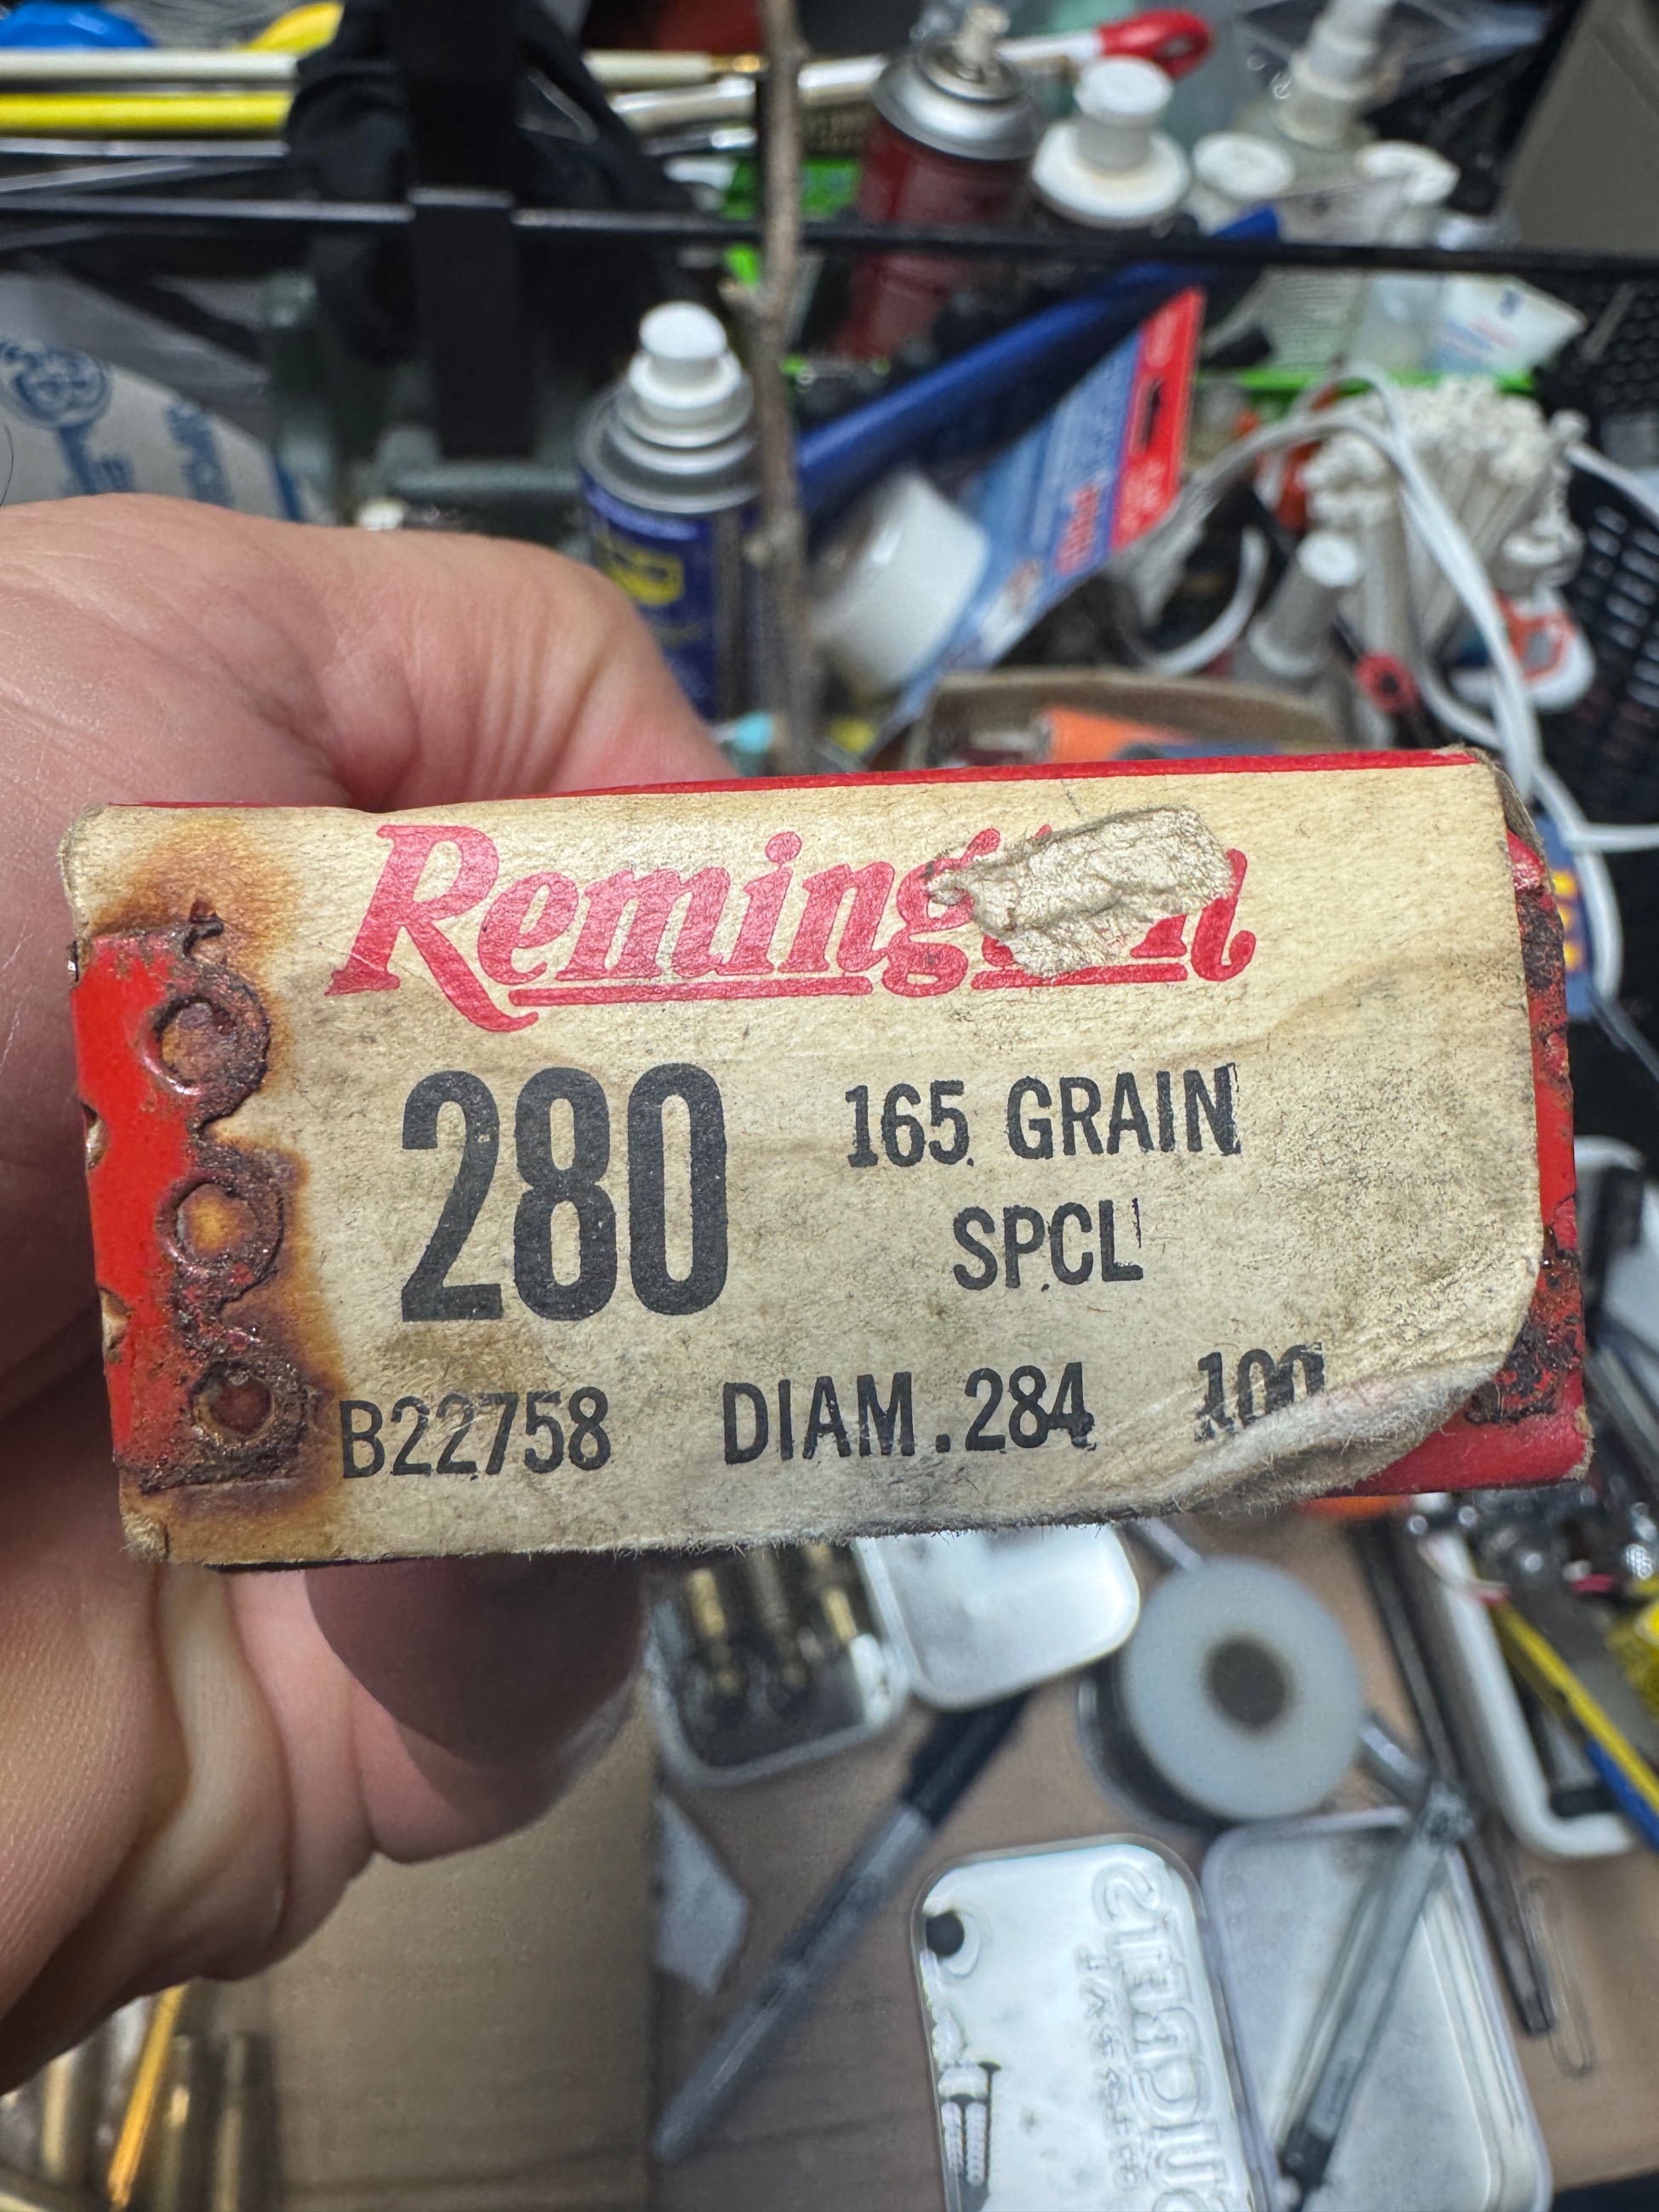 Remington
280
165 GRAIN
SPCL
B22758
DIAM. .284
100